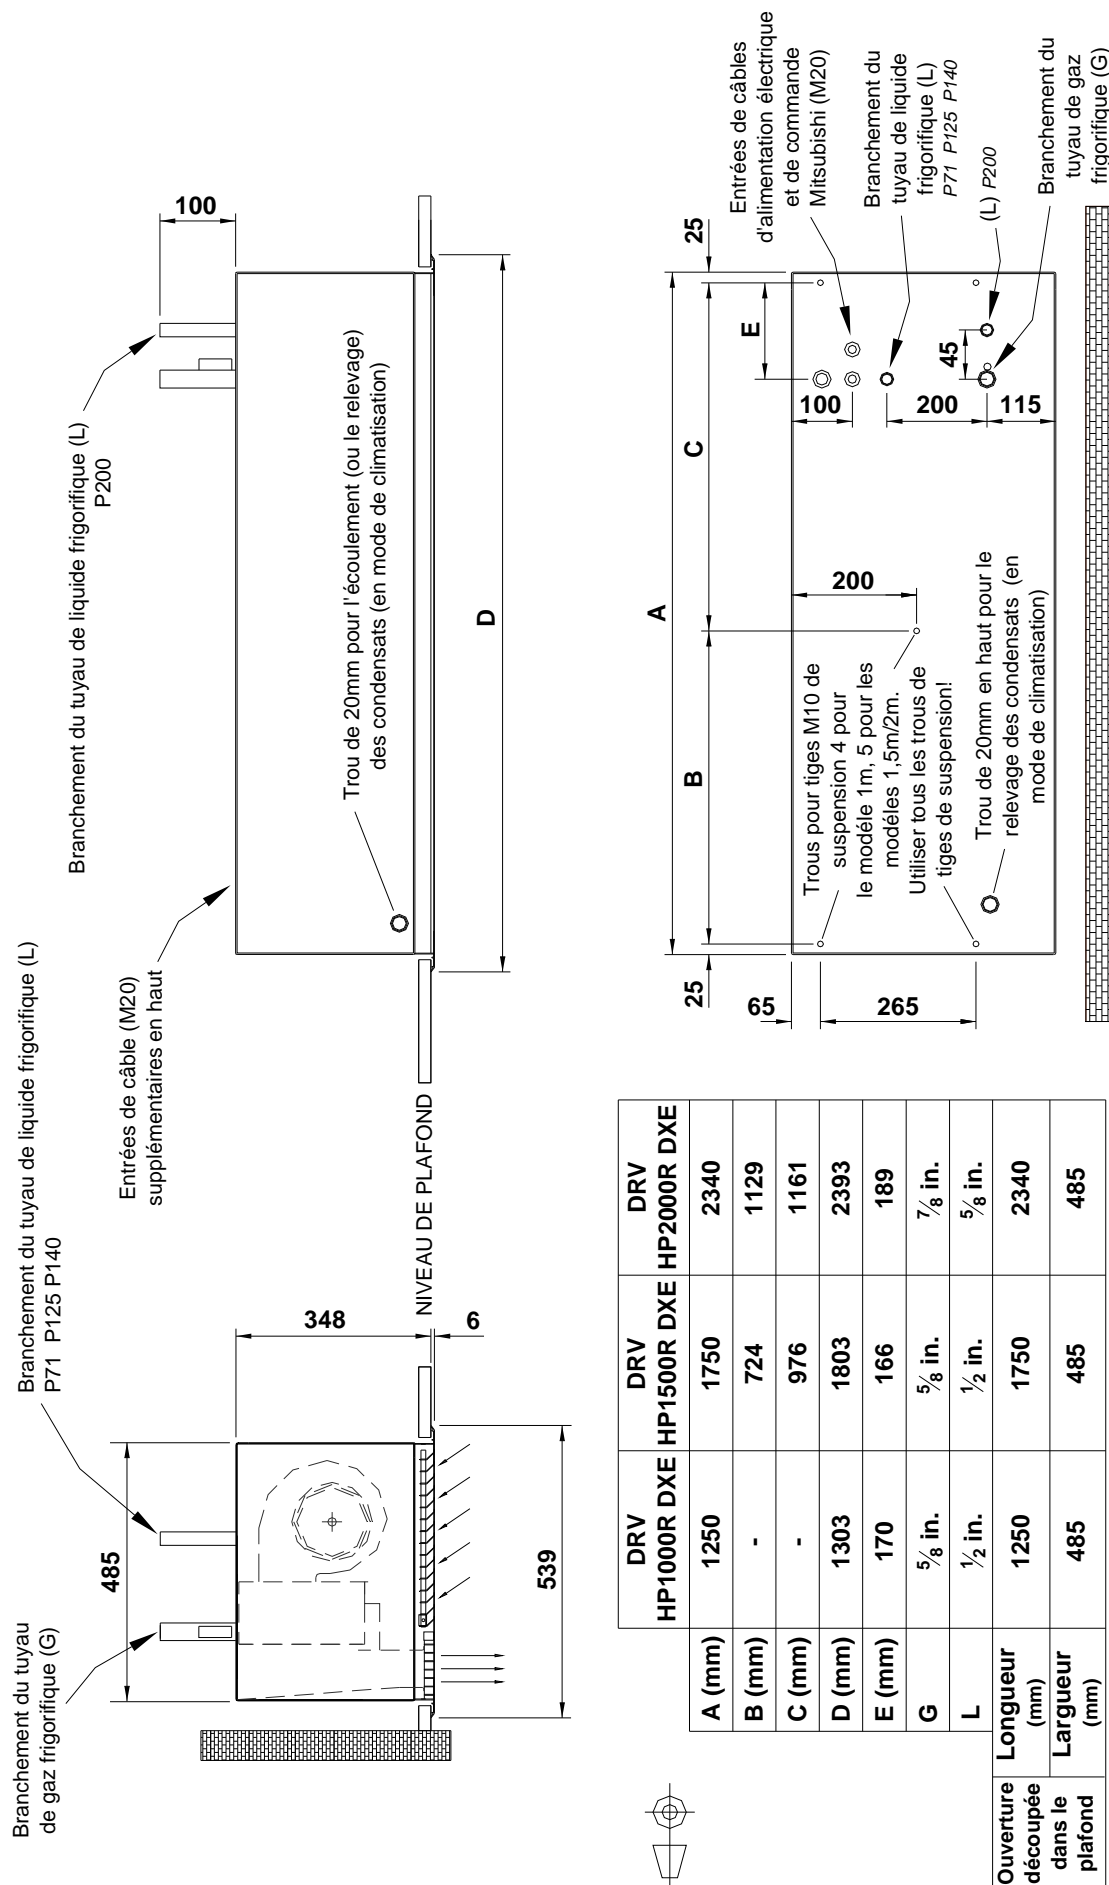 Branchement du tuyau
de gaz frigorifique (G)
Branchement du tuyau de liquide frigorifique (L)
P71 P125 P140
485
348
6
539
NIVEAU DE PLAFOND
Entrées de câble (M20)
supplémentaires en haut
Branchement du tuyau de liquide frigorifique (L)
P200
100
Trou de 20mm pour l'écoulement (ou le relevage)
des condensats (en mode de climatisation)
D
DRV HP1000R DXE DRV HP1500R DXE DRV HP2000R DXE
A (mm) 1250 1750 2340
B (mm) - 724 1129
C (mm) - 976 1161
D (mm) 1303 1803 2393
E (mm) 170 166 189
G 5/8 in. 5/8 in. 7/8 in.
L 1/2 in. 1/2 in. 5/8 in.
Ouverture
découpée
dans le
plafond
Longueur
(mm)
1250 1750 2340
Largueur
(mm)
485 485 485
25
A
25
B
C
E
65
265
200
100
200
115
45
Trous pour tiges M10 de
suspension 4 pour
le modéle 1m, 5 pour les
modéles 1,5m/2m.
Utiliser tous les trous de
tiges de suspension!
Trou de 20mm en haut pour le
relevage des condensats (en
mode de climatisation)
Entrées de câbles
d'alimentation électrique
et de commande
Mitsubishi (M20)
Branchement du
tuyau de liquide
frigorifique (L)
P71 P125 P140
(L) P200
Branchement du
tuyau de gaz
frigorifique (G)